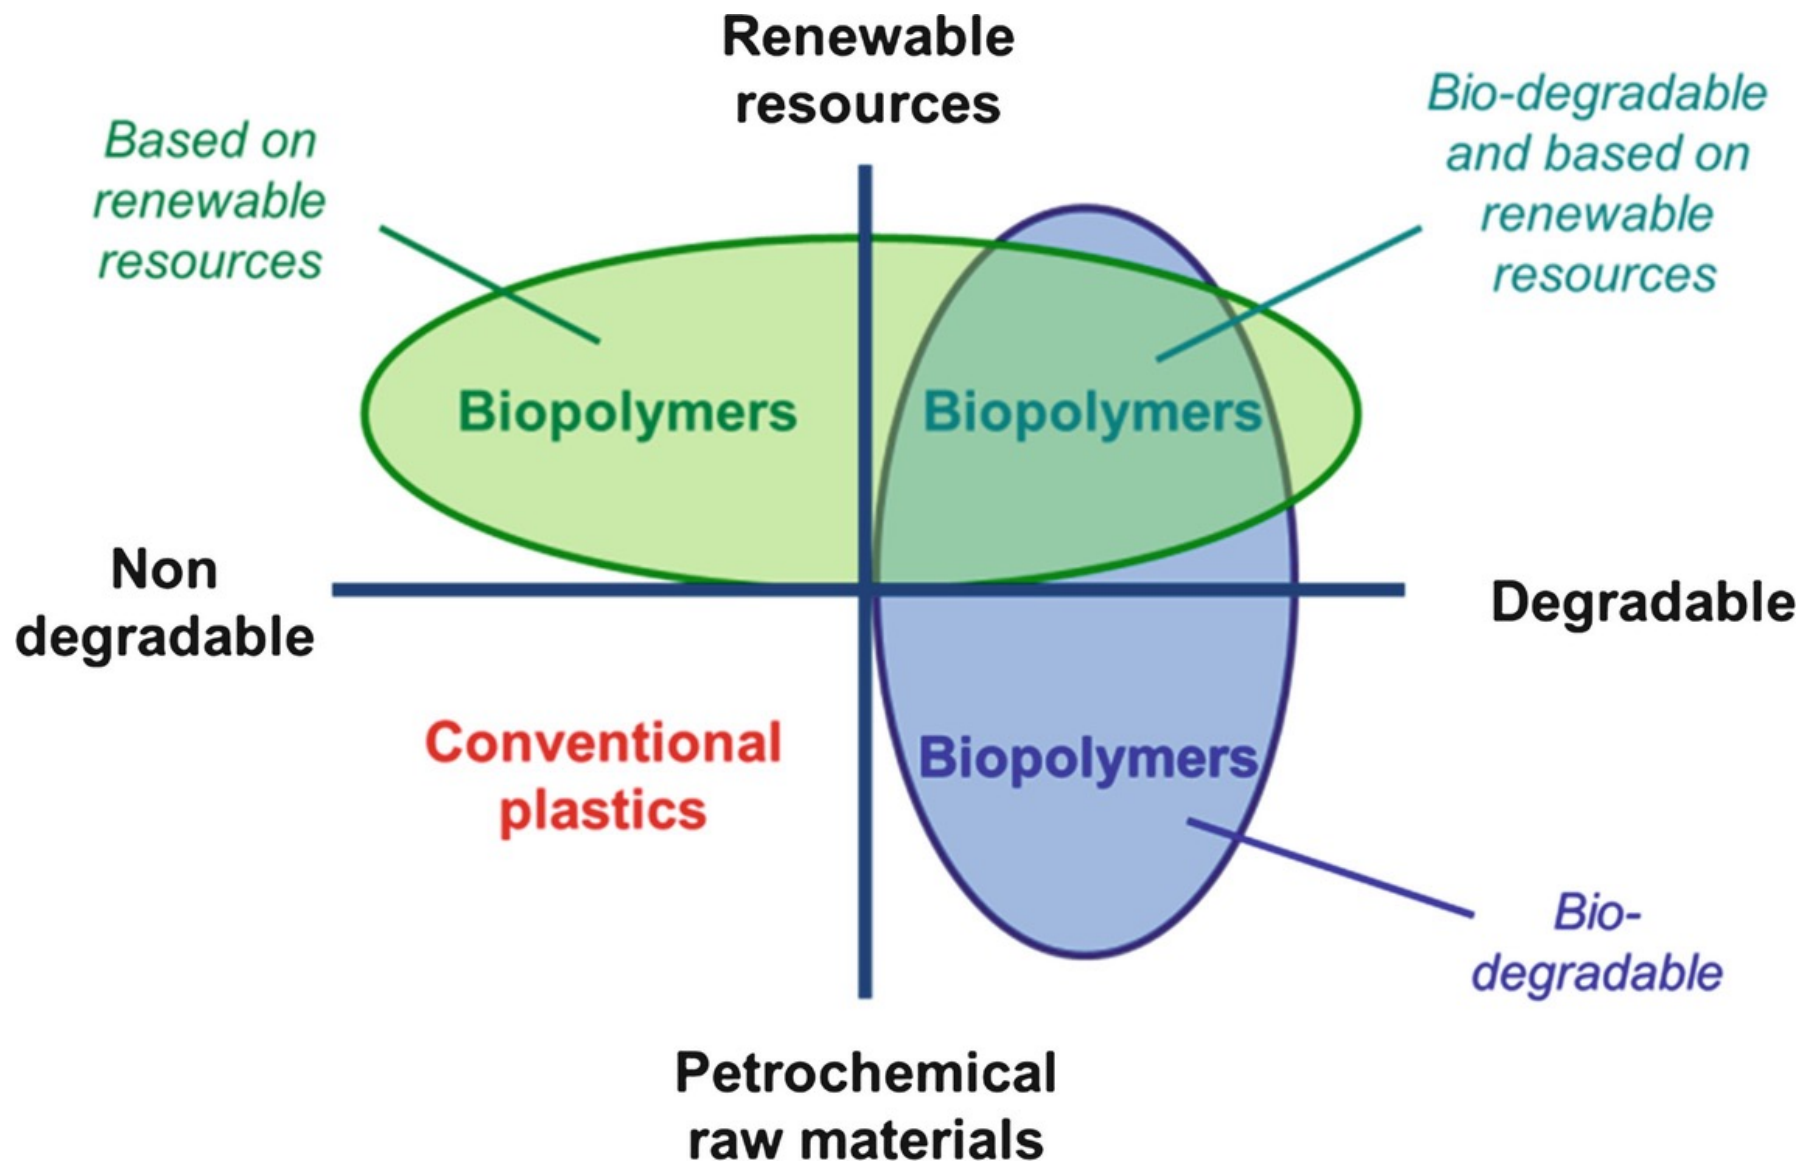 Renewable
resources
Based on
renewable
resources
Bio-degradable
and based on
renewable
resources
Biopolymers
Biopolymers
Non
degradable
Degradable
Conventional
plastics
Biopolymers
Bio-
degradable
Petrochemical
raw materials